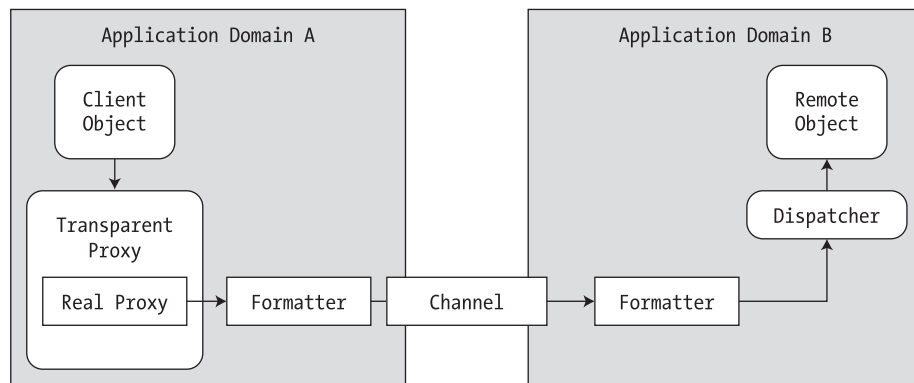 Application Domain A
Client
Object
Transparent
Proxy
Real Proxy
Formatter
Channel
Application Domain B
Remote
Object
Dispatcher
Formatter